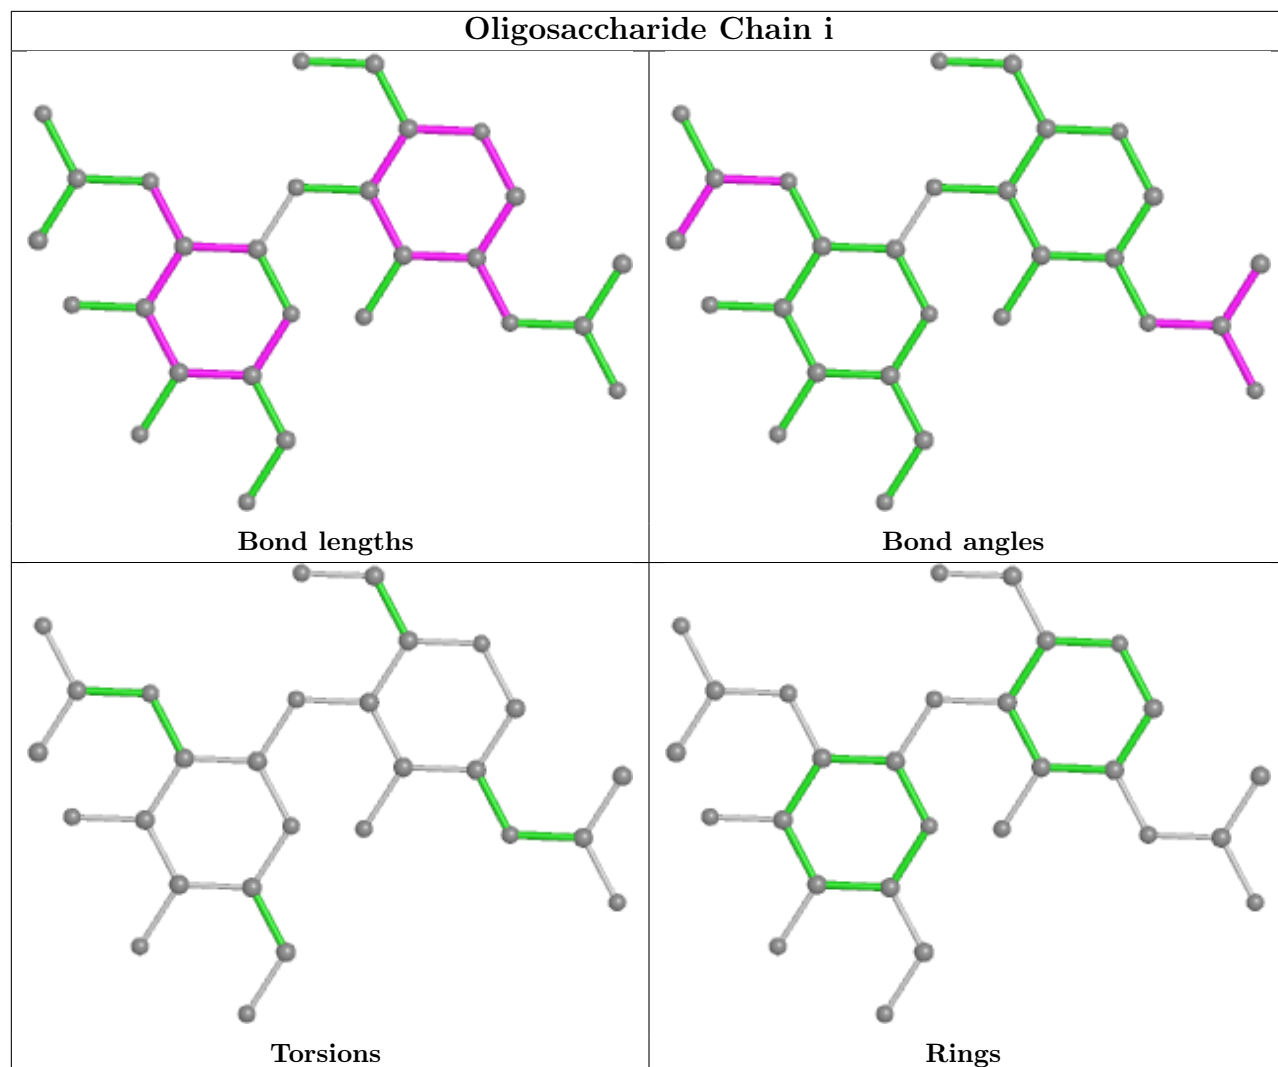 Oligosaccharide Chain i
Bond lengths
Bond angles
Torsions
Rings